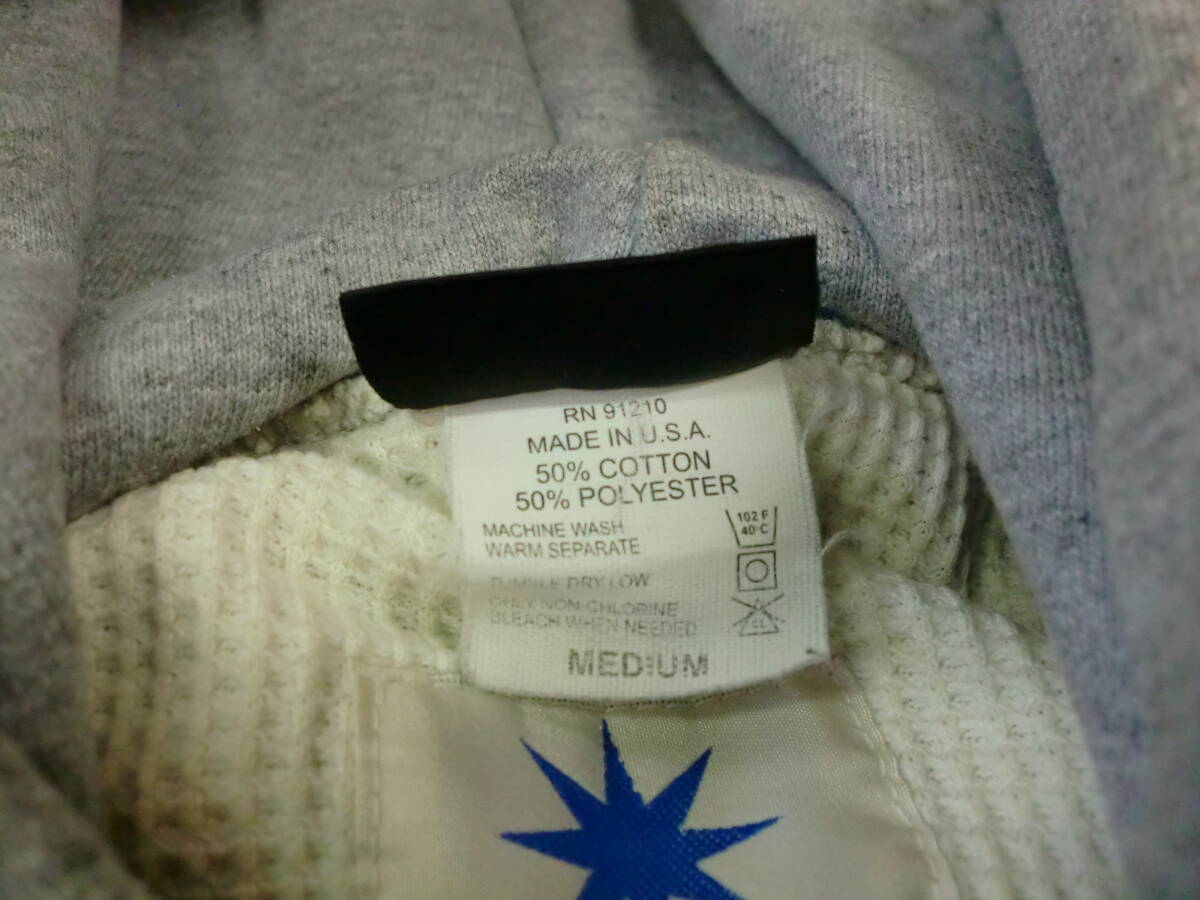 RN 91210
MADE IN U.S.A.
50% COTTON
50% POLYESTER
MACHINE WASH
WARM SEPARATE
TUMBLE DRY LOW
ONLY NON-CHLORINE
BLEACH WHEN NEEDED
102 F
40 C
CL
MEDIUM